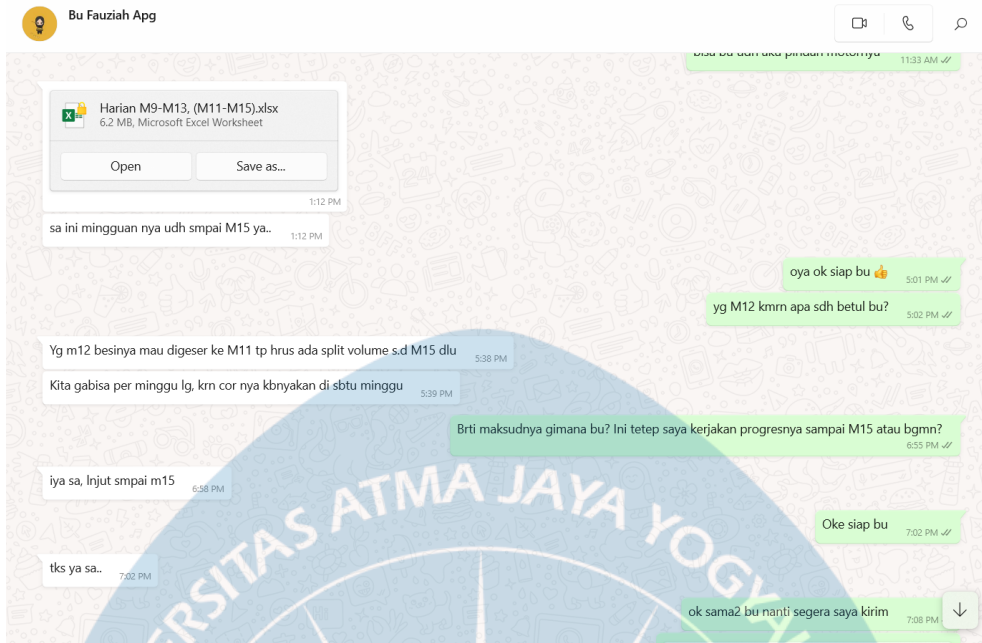 Bu Fauziah Apg
bisa bu udh aku pindah motornyu
11:33 AM
Harian M9-M13, (M11-M15).xlsx
6.2 MB, Microsoft Excel Worksheet
Open
Save as...
1:12 PM
sa ini mingguan nya udh smpai M15 ya.. 1:12 PM
oya ok siap bu 👍 5:01 PM
yg M12 kmrn apa sdh betul bu? 5:02 PM
Yg m12 besinya mau digeser ke M11 tp hrus ada split volume s.d M15 dlu 5:38 PM
Kita gabisa per minggu lg, krn cor nya kbnyakan di sbtu minggu 5:39 PM
Brti maksudnya gimana bu? Ini tetep saya kerjakan progresnya sampai M15 atau bgmn?
6:55 PM
iya sa, lnjut smpai m15 6:58 PM
Oke siap bu 7:02 PM
tks ya sa.. 7:02 PM
ok sama2 bu nanti segera saya kirim 7:08 PM
ERSITAS ATMA JAYA YOGYA